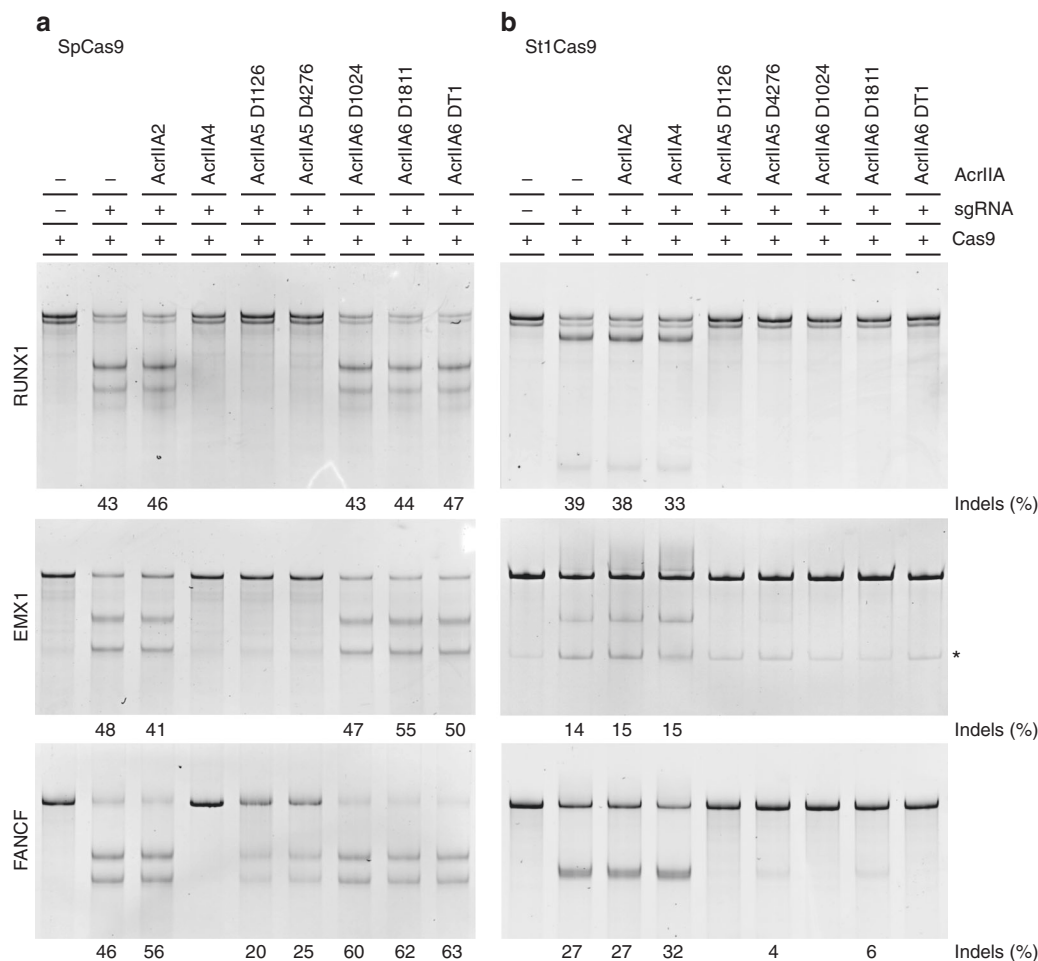 a
b
SpCas9
St1Cas9
– – AcrIIA2 AcrIIA4 AcrIIA5 D1126 AcrIIA5 D4276 AcrIIA6 D1024 AcrIIA6 D1811 AcrIIA6 DT1
– – AcrIIA2 AcrIIA4 AcrIIA5 D1126 AcrIIA5 D4276 AcrIIA6 D1024 AcrIIA6 D1811 AcrIIA6 DT1 AcrIIA
– + + + + + + + + – + + + + + + + + sgRNA
+ + + + + + + + + + + + + + + + + + Cas9
RUNX1
43 46 43 44 47 39 38 33 Indels (%)
EMX1
*
48 41 47 55 50 14 15 15 Indels (%)
FANCF
46 56 20 25 60 62 63 27 27 32 4 6 Indels (%)